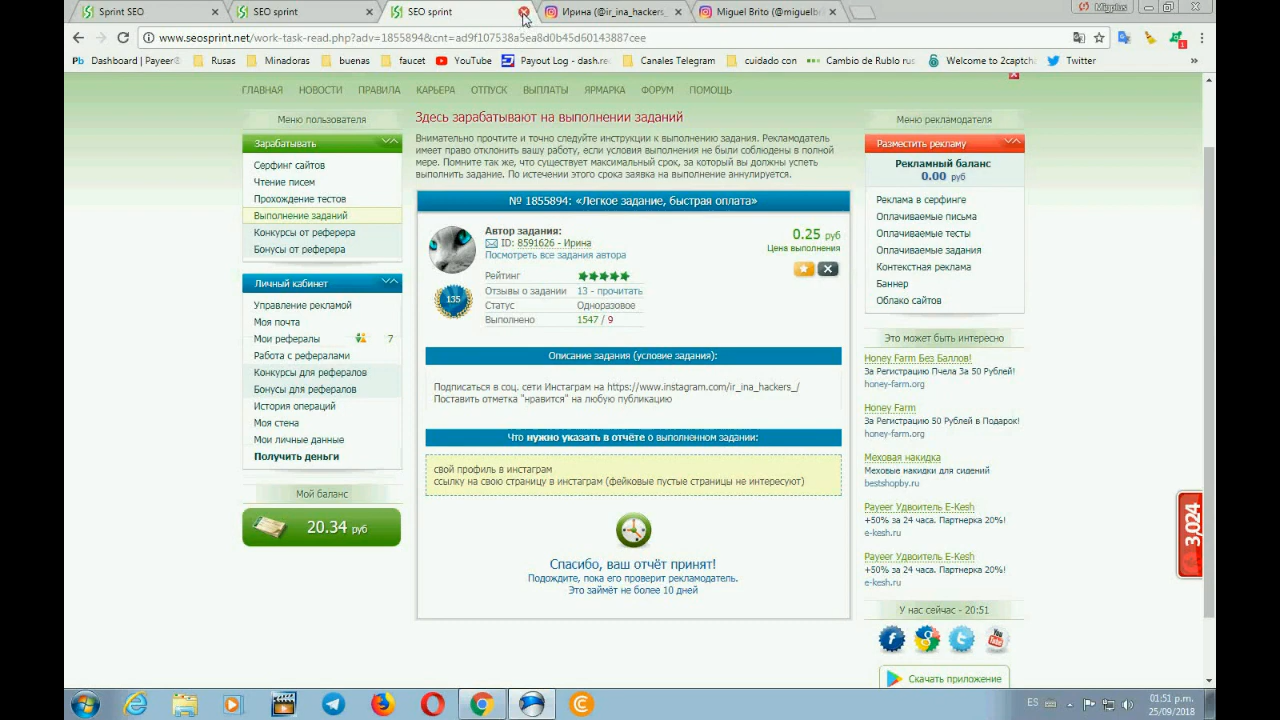 Sprint SEO
SEO sprint
SEO sprint
Ирина (@ir_ina_hackers_
Miguel Brito (@miguelb
www.seosprint.net/work-task-read.php?adv=1855894&cnt=ad9f107538a5ea8d0b45d60143887cee
Dashboard | Payeer®
Rusas
Minadoras
buenas
faucet
YouTube
Payout Log - dash.re
Canales Telegram
cuidado con
Cambio de Rublo rus
Welcome to 2captch
Twitter
»
ГЛАВНАЯ НОВОСТИ ПРАВИЛА КАРЬЕРА ОТПУСК ВЫПЛАТЫ ЯРМАРКА ФОРУМ ПОМОЩЬ
Меню пользователя
Зарабатывать
Серфинг сайтов
Чтение писем
Прохождение тестов
Выполнение заданий
Конкурсы от реферера
Бонусы от реферера
Личный кабинет
Управление рекламой
Моя почта
Мои рефералы 7
Работа с рефералами
Конкурсы для рефералов
Бонусы для рефералов
История операций
Моя стена
Мои личные данные
Получить деньги
Мой баланс
20.34 руб
Здесь зарабатывают на выполнении заданий
Внимательно прочтите и точно следуйте инструкции к выполнению задания. Рекламодатель
имеет право отклонить вашу работу, если условия выполнения не были соблюдены в полной
мере. Помните так же, что существует максимальный срок, за который вы должны успеть
выполнить задание. По истечении этого срока заявка на выполнение аннулируется.
№ 1855894: «Легкое задание, быстрая оплата»
Автор задания:
ID: 8591626 - Ирина
Посмотреть все задания автора
0.25 руб
Цена выполнения
135
Рейтинг
Отзывы о задании 13 - прочитать
Статус Одноразовое
Выполнено 1547 / 9
Описание задания (условие задания):
Подписаться в соц. сети Инстаграм на https://www.instagram.com/ir_ina_hackers_/
Поставить отметка "нравится" на любую публикацию
Что нужно указать в отчёте о выполненном задании:
свой профиль в инстаграм
ссылку на свою страницу в инстаграм (фейковые пустые страницы не интересуют)
Спасибо, ваш отчёт принят!
Подождите, пока его проверит рекламодатель.
Это займёт не более 10 дней
Меню рекламодателя
Разместить рекламу
Рекламный баланс
0.00 руб
Реклама в серфинге
Оплачиваемые письма
Оплачиваемые тесты
Оплачиваемые задания
Контекстная реклама
Баннер
Облако сайтов
Это может быть интересно
Honey Farm Без Баллов!
За Регистрацию Пчела За 50 Рублей!
honey-farm.org
Honey Farm
За Регистрацию 50 Рублей в Подарок!
honey-farm.org
Меховая накидка
Меховые накидки для сидений
bestshopby.ru
Payeer Удвоитель E-Kesh
+50% за 24 часа. Партнерка 20%!
e-kesh.ru
Payeer Удвоитель E-Kesh
+50% за 24 часа. Партнерка 20%!
e-kesh.ru
У нас сейчас - 20:51
You
Скачать приложение
3,024
ES
01:51 p.m.
25/09/2018